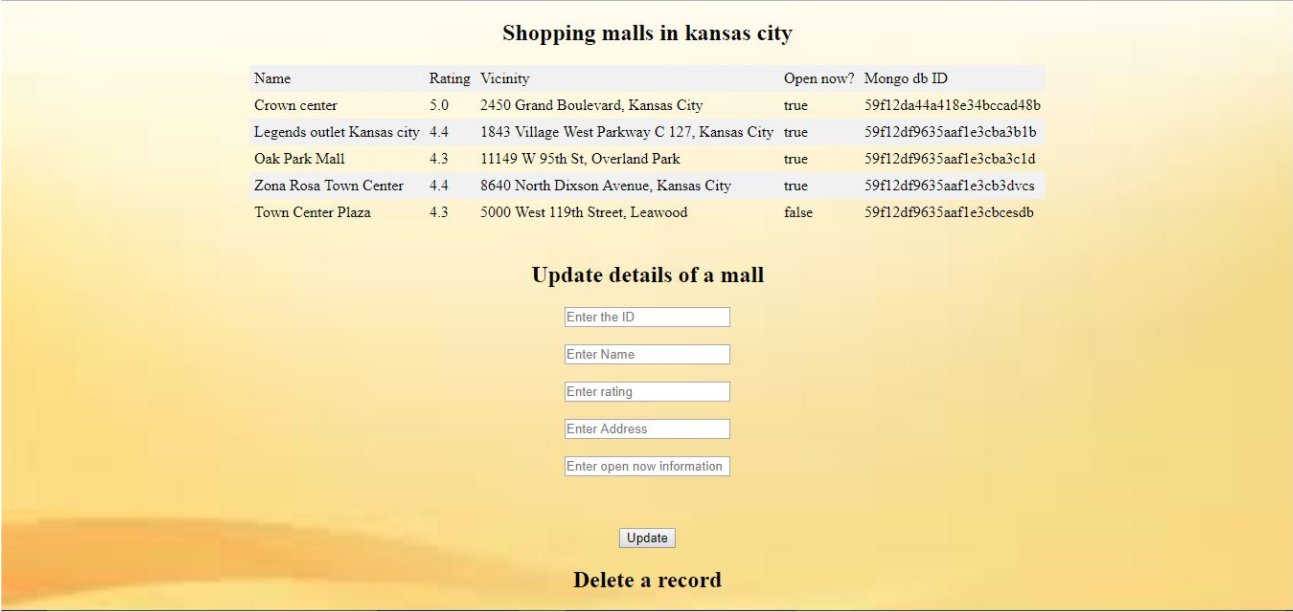 Shopping malls in kansas city
Name Rating Vicinity Open now? Mongo db ID
Crown center 5.0 2450 Grand Boulevard, Kansas City true 59f12da44a418e34bccad48b
Legends outlet Kansas city 4.4 1843 Village West Parkway C 127, Kansas City true 59f12df9635aaf1e3cba3b1b
Oak Park Mall 4.3 11149 W 95th St, Overland Park true 59f12df9635aaf1e3cba3c1d
Zona Rosa Town Center 4.4 8640 North Dixson Avenue, Kansas City true 59f12df9635aaf1e3cb3dvcs
Town Center Plaza 4.3 5000 West 119th Street, Leawood false 59f12df9635aaf1e3cbcesdb
Update details of a mall
Enter the ID
Enter Name
Enter rating
Enter Address
Enter open now information
Update
Delete a record